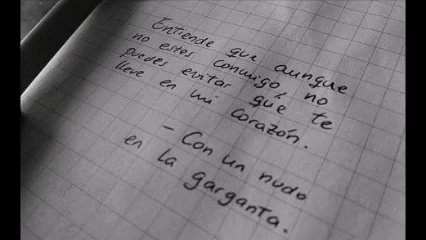 Entiende que aunque
no estes conmigo, no
puedes evitar que te
lleve en mi corazón.
- Con un nudo
en la garganta.